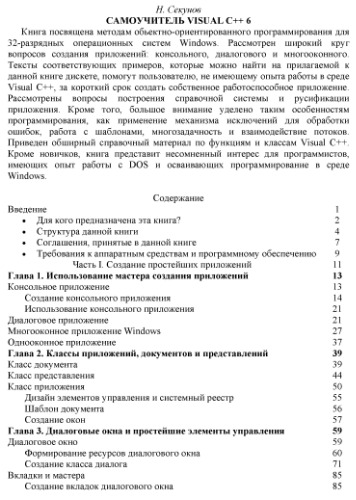 Н. Секунов
САМОУЧИТЕЛЬ VISUAL C++ 6
Книга посвящена методам объектно-ориентированного программирования для
32-разрядных операционных систем Windows. Рассмотрен широкий круг
вопросов создания приложений: консольного, диалогового и многооконного.
Тексты соответствующих примеров, которые можно найти на прилагаемой к
данной книге дискете, помогут пользователю, не имеющему опыта работы в среде
Visual C++, за короткий срок создать собственное работоспособное приложение.
Рассмотрены вопросы построения справочной системы и русификации
приложения. Кроме того, большое внимание уделено таким особенностям
программирования, как применение механизма исключений для обработки
ошибок, работа с шаблонами, многозадачность и взаимодействие потоков.
Приведен обширный справочный материал по функциям и классам Visual C++.
Кроме новичков, книга представит несомненный интерес для программистов,
имеющих опыт работы с DOS и осваивающих программирование в среде
Windows.
Содержание
Введение 1
• Для кого предназначена эта книга? 2
• Структура данной книги 4
• Соглашения, принятые в данной книге 7
• Требования к аппаратным средствам и программному обеспечению 9
Часть I. Создание простейших приложений 11
Глава 1. Использование мастера создания приложений 13
Консольное приложение 13
Создание консольного приложения 14
Использование консольного приложения 21
Диалоговое приложение 21
Многооконное приложение Windows 27
Однооконное приложение 37
Глава 2. Классы приложений, документов и представлений 39
Класс документа 39
Класс представления 44
Класс приложения 50
Дизайн элементов управления и системный реестр 55
Шаблон документа 56
Создание окон 57
Глава 3. Диалоговые окна и простейшие элементы управления 59
Диалоговое окно 59
Формирование ресурсов диалогового окна 60
Создание класса диалога 71
Вкладки и мастера 85
Создание вкладок диалогового окна 85